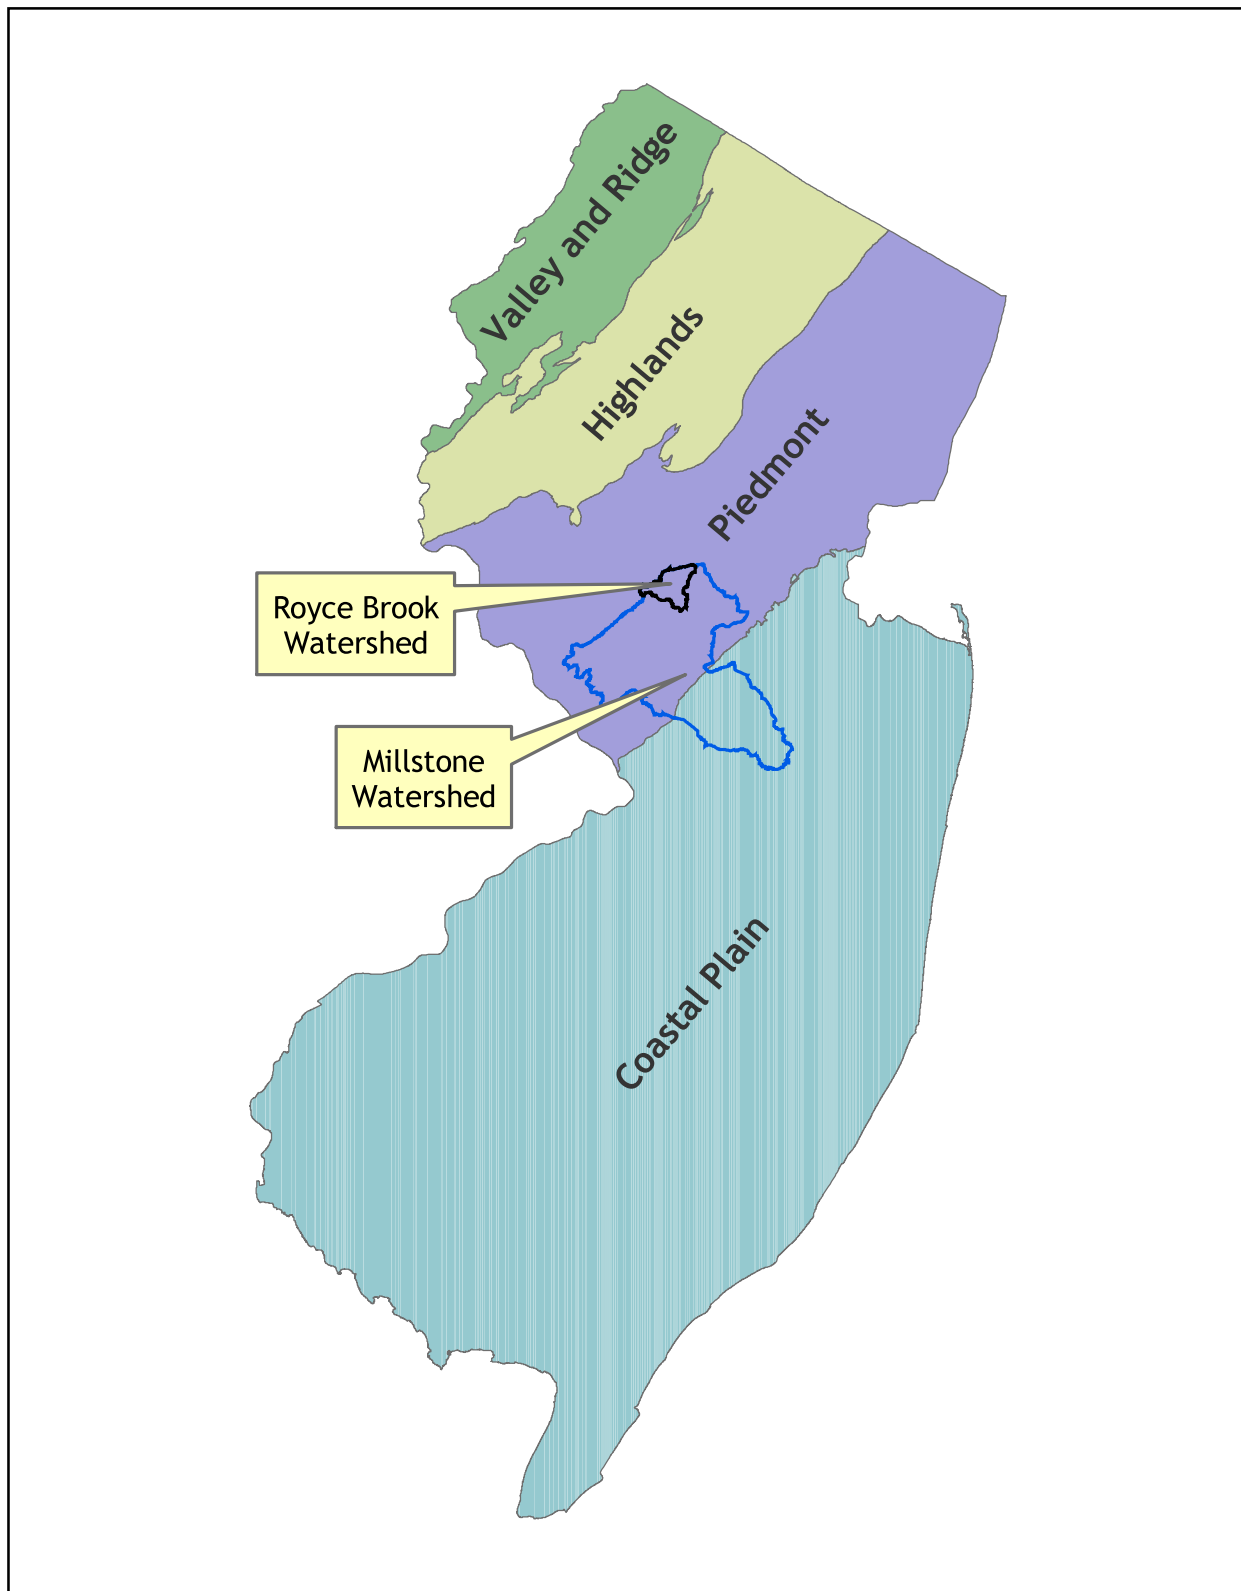 Valley and Ridge
Highlands
Piedmont
Royce Brook
Watershed
Millstone
Watershed
Coastal Plain